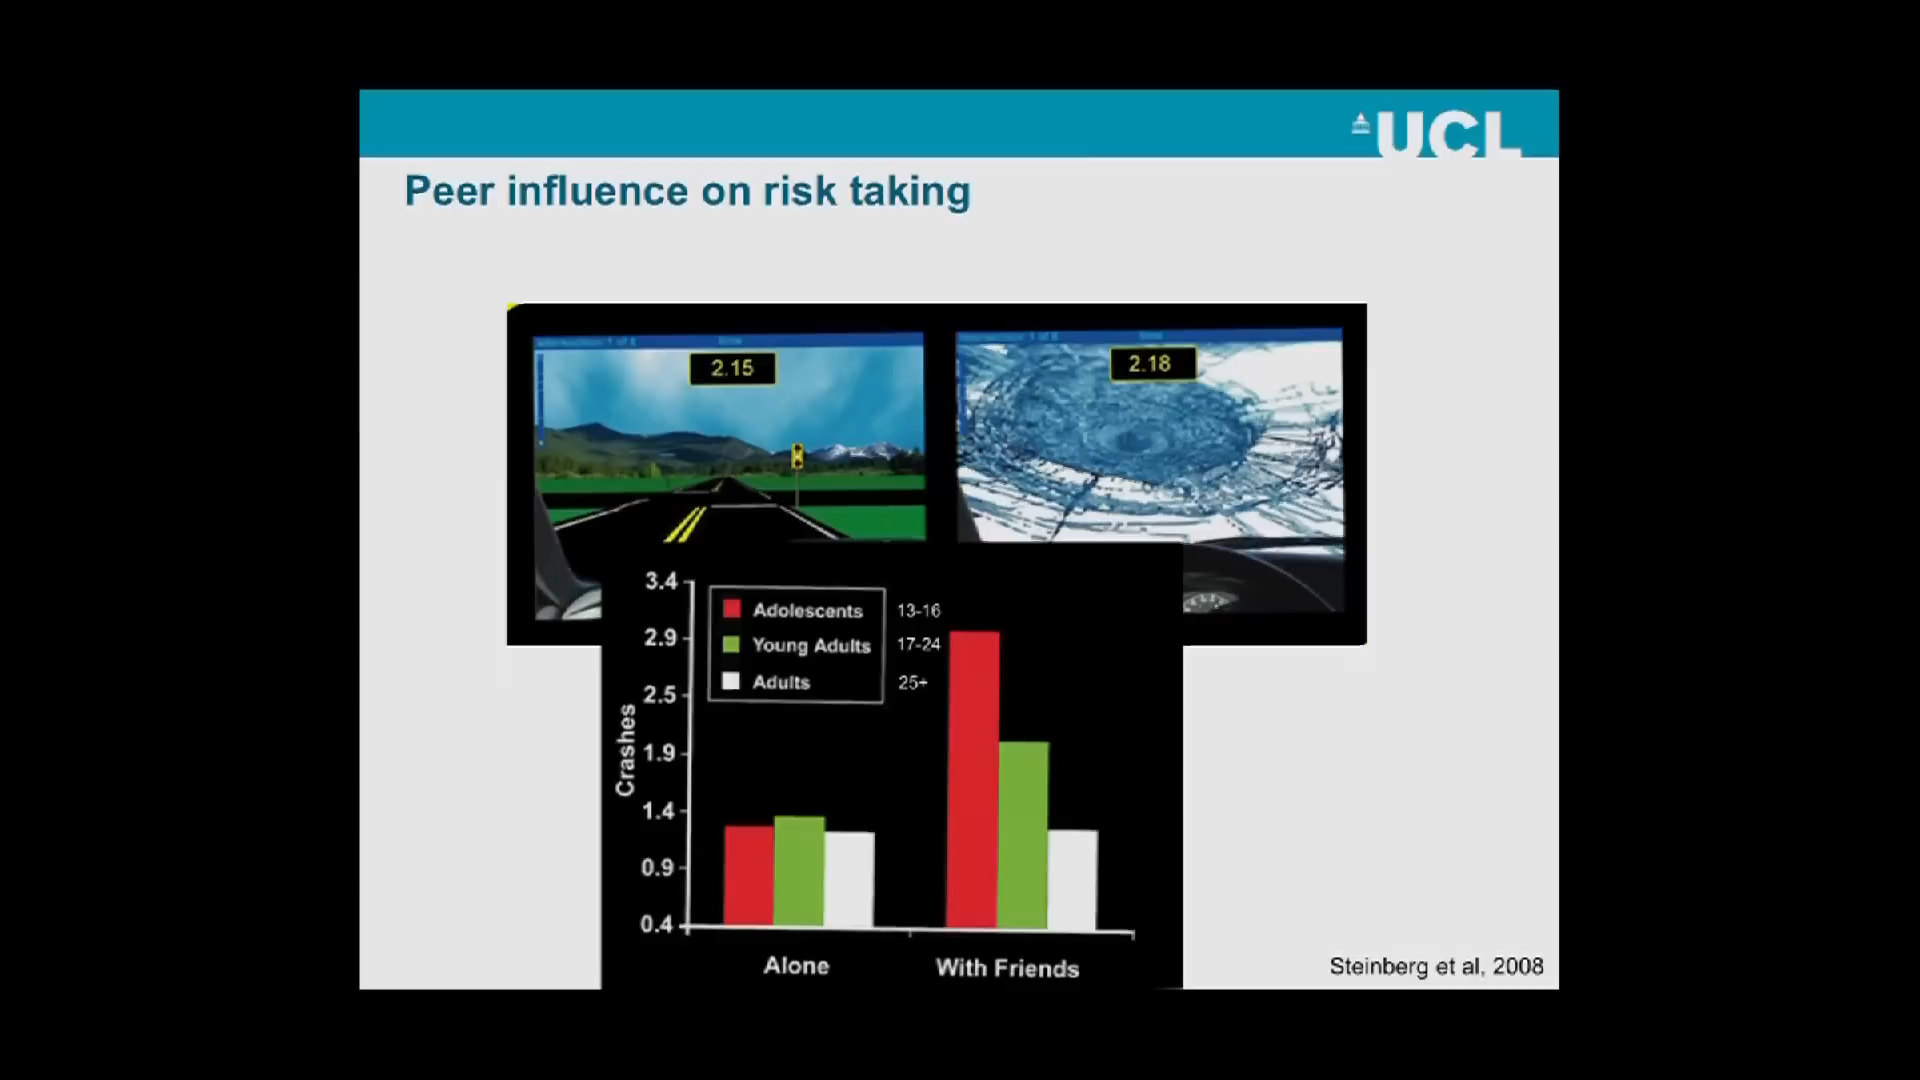 UCL
Peer influence on risk taking
2.15
2.18
3.4
2.9
2.5
1.9
1.4
0.9
0.4
Crashes
Adolescents 13-16
Young Adults 17-24
Adults 25+
Alone
With Friends
Steinberg et al, 2008